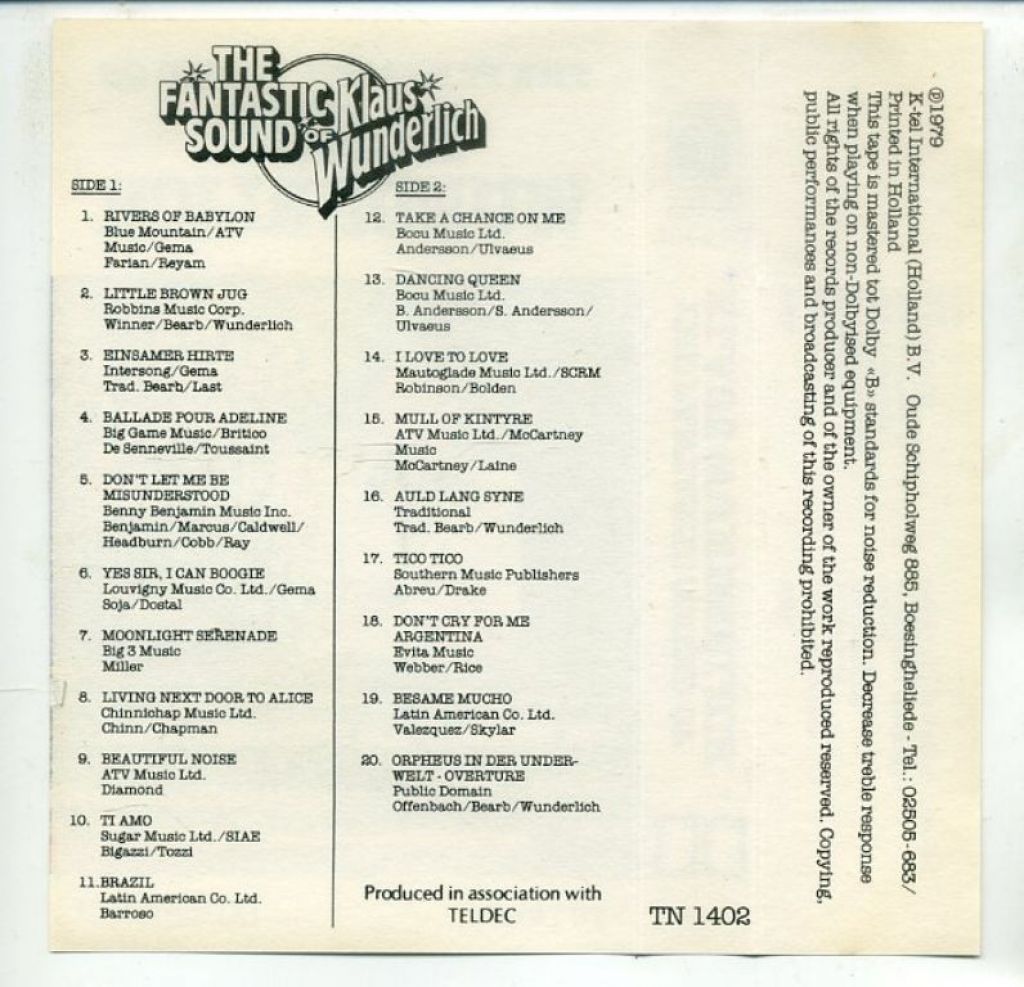 THE
FANTASTIC
SOUND OF
Klaus
Wunderlich
SIDE 1:
1. RIVERS OF BABYLON
Blue Mountain/ATV
Music/Gema
Farian/Reyam
2. LITTLE BROWN JUG
Robbins Music Corp.
Winner/Bearb/Wunderlich
3. EINSAMER HIRTE
Intersong/Gema
Trad. Bearb/Last
4. BALLADE POUR ADELINE
Big Game Music/Britico
De Senneville/Toussaint
5. DON'T LET ME BE
MISUNDERSTOOD
Benny Benjamin Music Inc.
Benjamin/Marcus/Caldwell/
Headburn/Cobb/Ray
6. YES SIR, I CAN BOOGIE
Louvigny Music Co. Ltd./Gema
Soja/Dostal
7. MOONLIGHT SERENADE
Big 3 Music
Miller
8. LIVING NEXT DOOR TO ALICE
Chinnichap Music Ltd.
Chinn/Chapman
9. BEAUTIFUL NOISE
ATV Music Ltd.
Diamond
10. TI AMO
Sugar Music Ltd./SIAE
Bigazzi/Tozzi
11.BRAZIL
Latin American Co. Ltd.
Barroso
SIDE 2:
12. TAKE A CHANCE ON ME
Bocu Music Ltd.
Andersson/Ulvaeus
13. DANCING QUEEN
Bocu Music Ltd.
B. Andersson/S. Andersson/
Ulvaeus
14. I LOVE TO LOVE
Mautoglade Music Ltd./SCRM
Robinson/Bolden
15. MULL OF KINTYRE
ATV Music Ltd./McCartney
Music
McCartney/Laine
16. AULD LANG SYNE
Traditional
Trad. Bearb/Wunderlich
17. TICO TICO
Southern Music Publishers
Abreu/Drake
18. DON'T CRY FOR ME
ARGENTINA
Evita Music
Webber/Rice
19. BESAME MUCHO
Latin American Co. Ltd.
Valezquez/Skylar
20. ORPHEUS IN DER UNDER-
WELT - OVERTURE
Public Domain
Offenbach/Bearb/Wunderlich
Produced in association with
TELDEC
TN 1402
℗1979
K-tel International (Holland) B.V. Oude Schipholweg 885, Boesingheliede - Tel.: 02505-683/
Printed in Holland
This tape is mastered tot Dolby «B» standards for noise reduction. Decrease treble response
when playing on non-Dolbyised equipment.
All rights of the records producer and of the owner of the work reproduced reserved. Copying,
public performances and broadcasting of this recording prohibited.